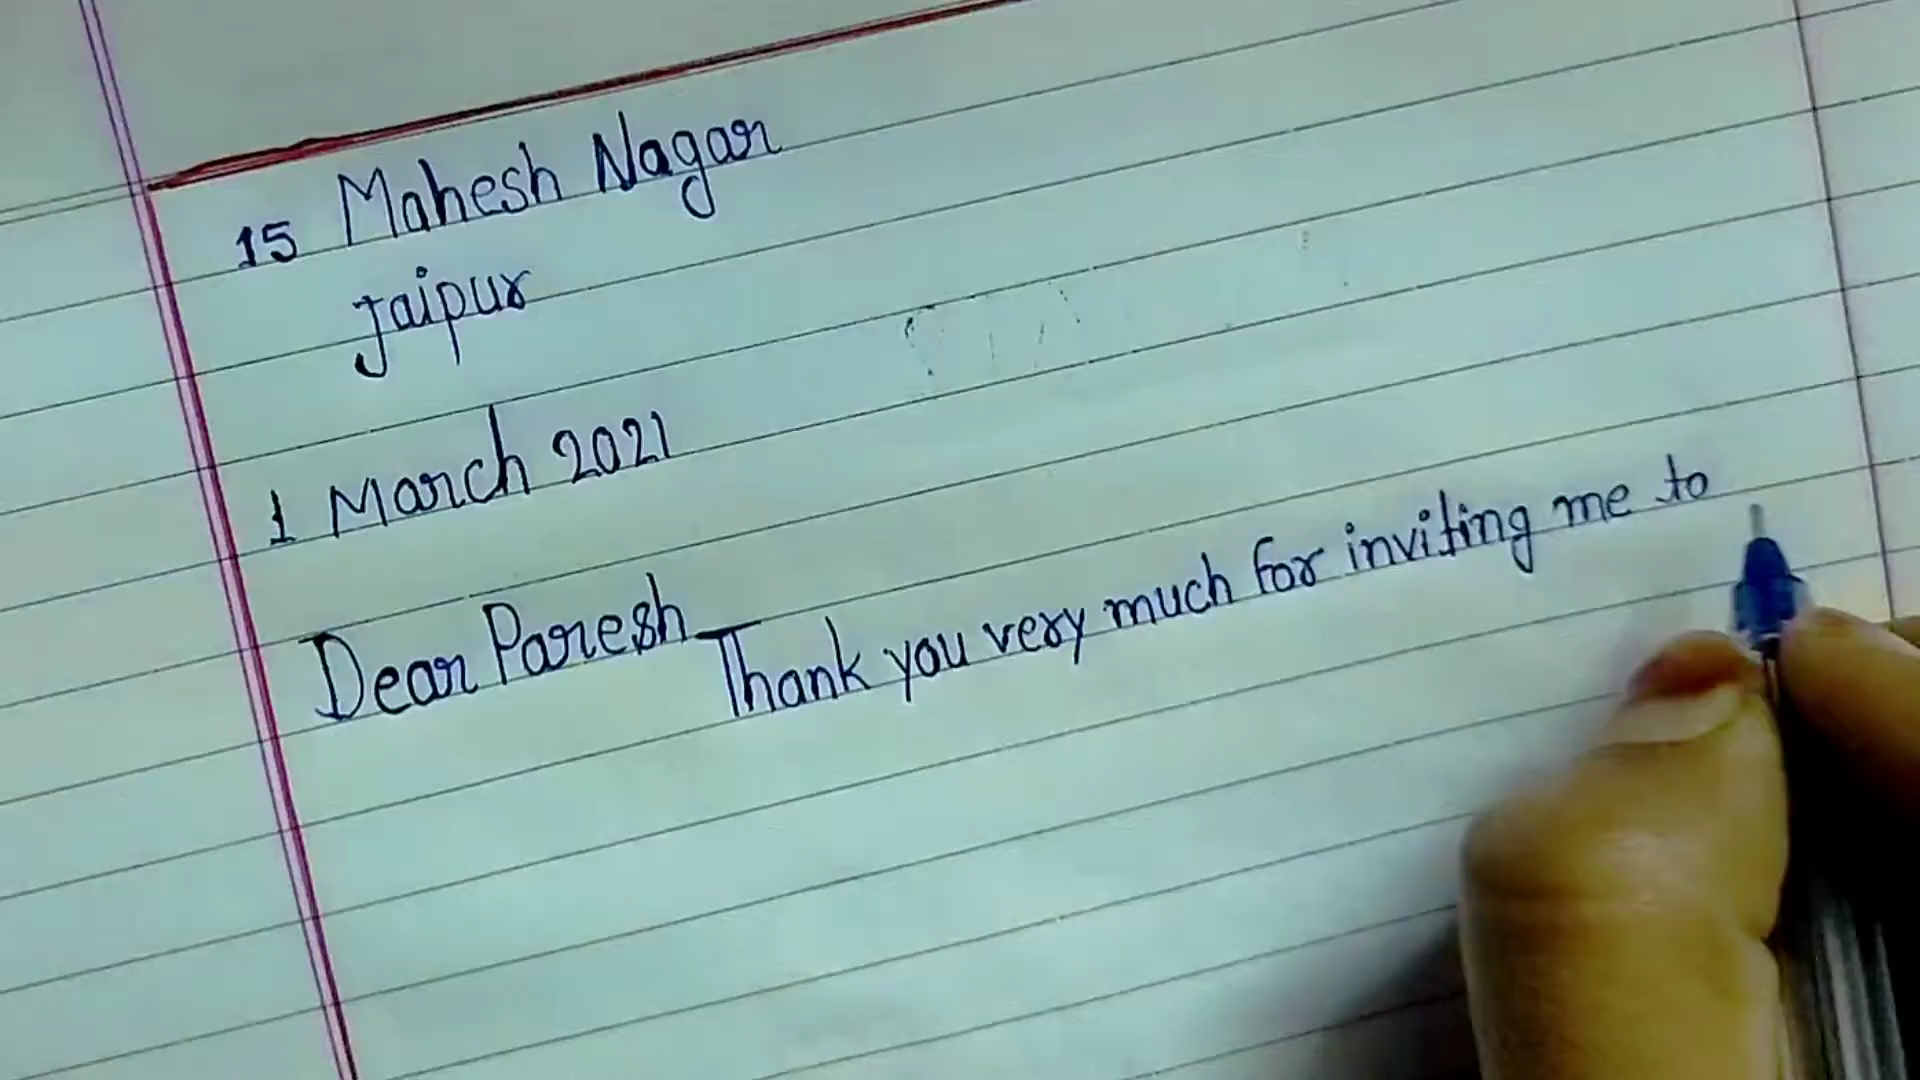 15 Mahesh Nagar
Jaipur
1 March 2021
Dear Paresh
Thank you very much for inviting me to